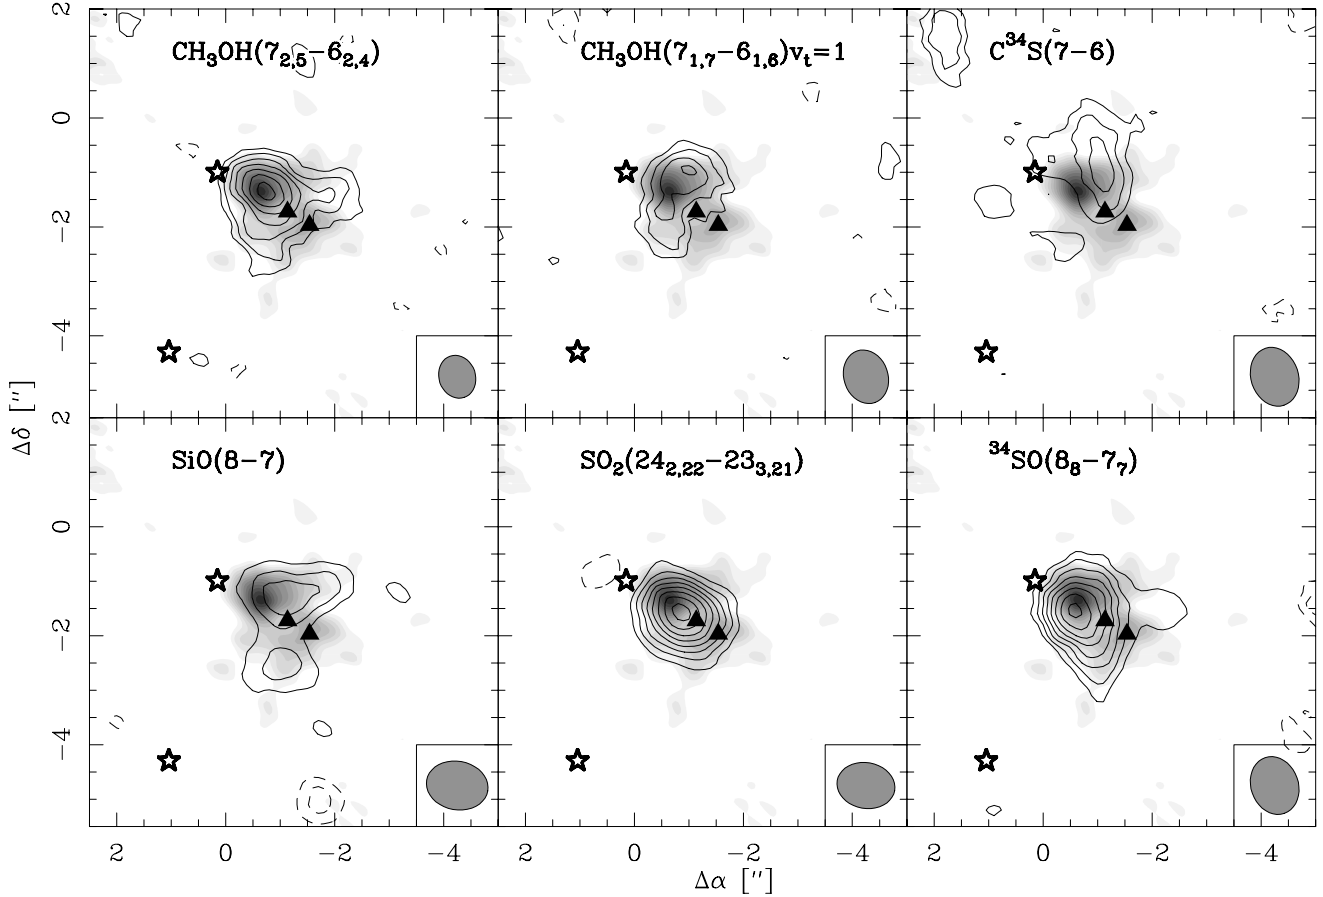 CH₃OH(7₂,₅−6₂,₄)
CH₃OH(7₁,₇−6₁,₆)vₜ=1
C³⁴S(7−6)
2
0
−2
−4
SiO(8−7)
SO₂(24₂,₂₂−23₃,₂₁)
³⁴SO(8₈−7₇)
Δδ ["]
2
0
−2
−4
2
0
−2
−4
2
0
−2
−4
2
0
−2
−4
Δα ["]